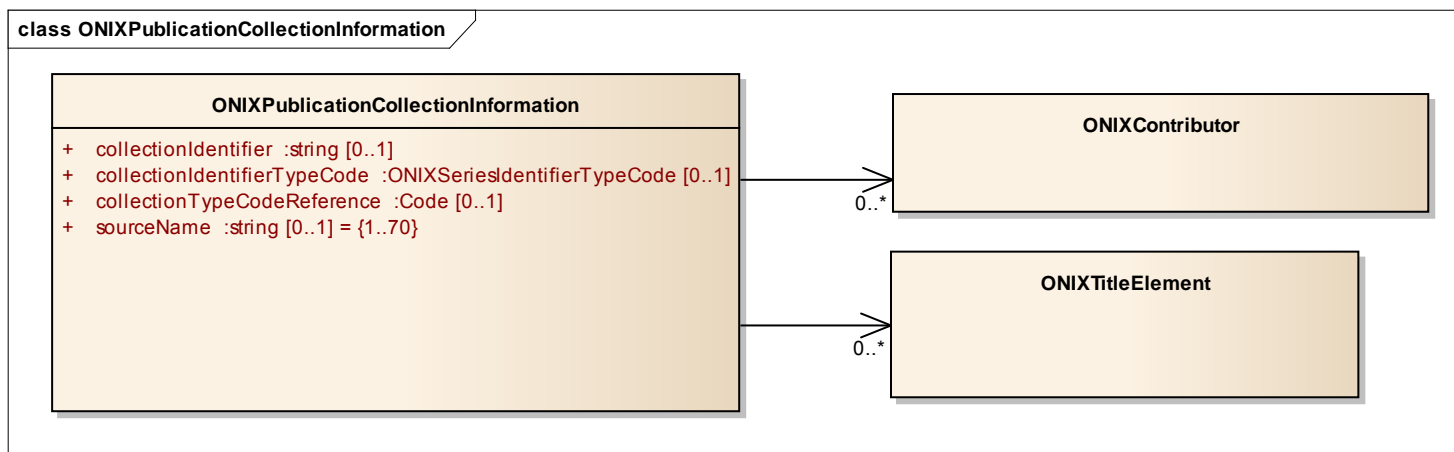 class ONIXPublicationCollectionInformation
ONIXPublicationCollectionInformation
+ collectionIdentifier :string [0..1]
+ collectionIdentifierTypeCode :ONIXSeriesIdentifierTypeCode [0..1]
+ collectionTypeCodeReference :Code [0..1]
+ sourceName :string [0..1] = {1..70}
ONIXContributor
0..*
ONIXTitleElement
0..*